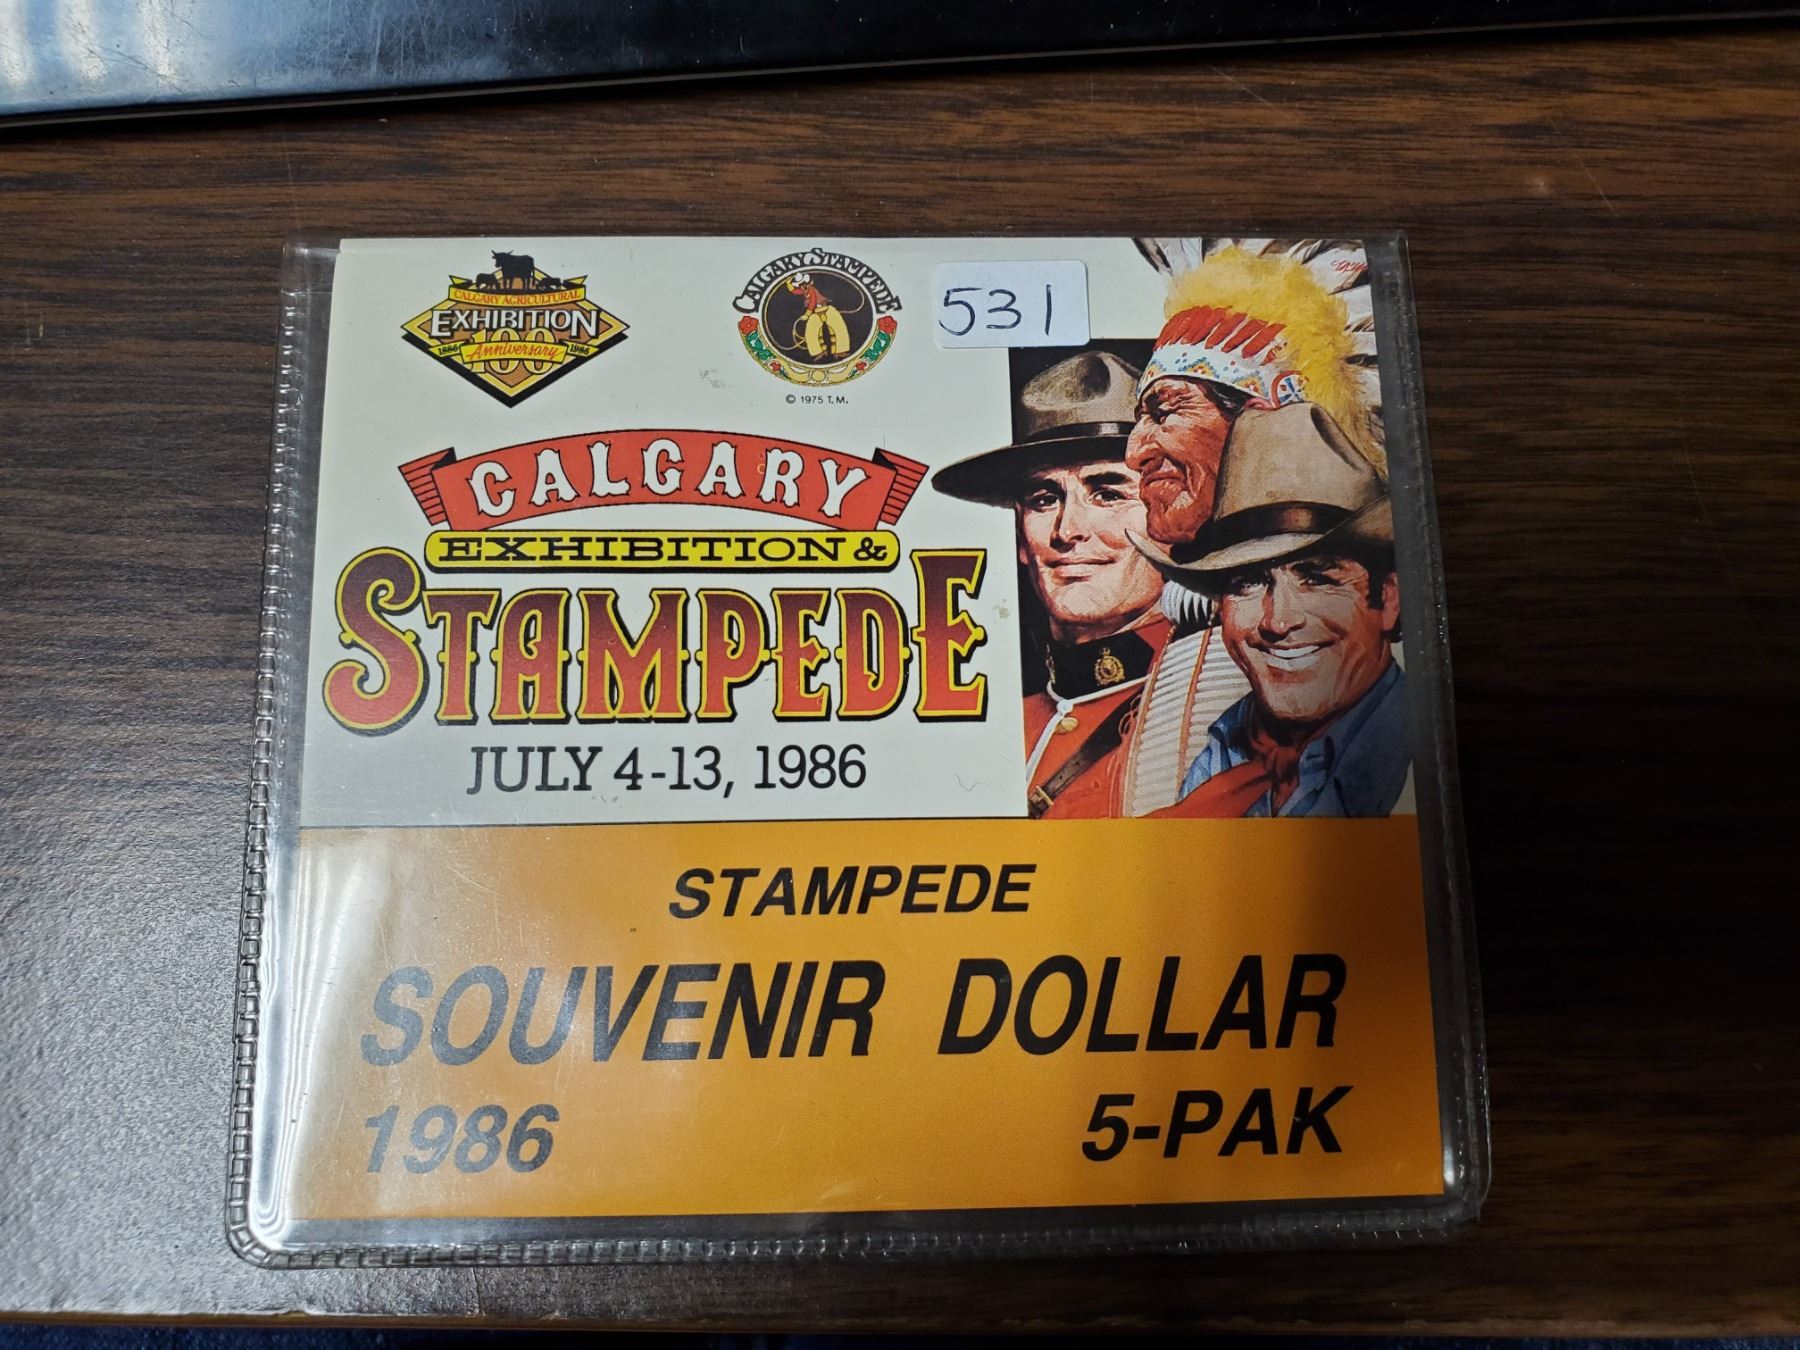 CALGARY AGRICULTURAL
EXHIBITION
100
1886 Anniversary 1986
CALGARY STAMPEDE
© 1975 T.M.
531
CALGARY
EXHIBITION &
STAMPEDE
JULY 4-13, 1986
STAMPEDE
SOUVENIR DOLLAR
1986 5-PAK